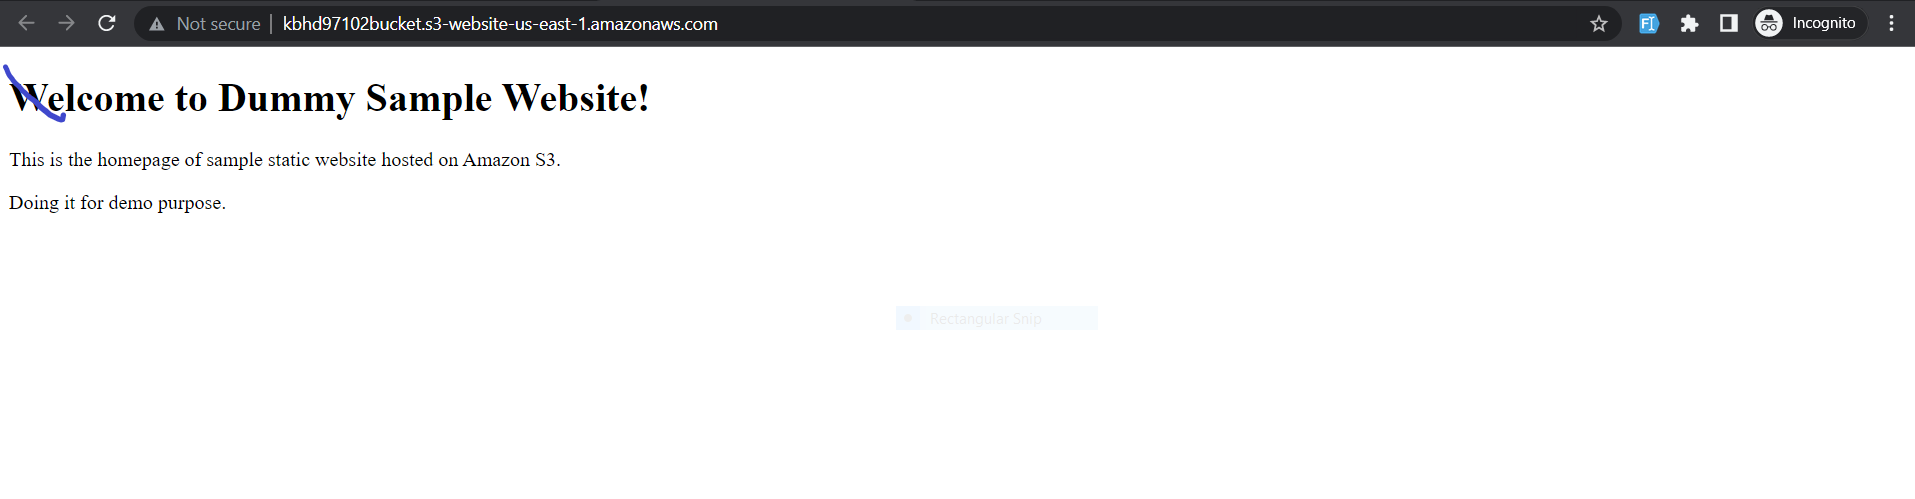 Not secure | kbhd97102bucket.s3-website-us-east-1.amazonaws.com
Incognito
Welcome to Dummy Sample Website!
This is the homepage of sample static website hosted on Amazon S3.
Doing it for demo purpose.
Rectangular Snip